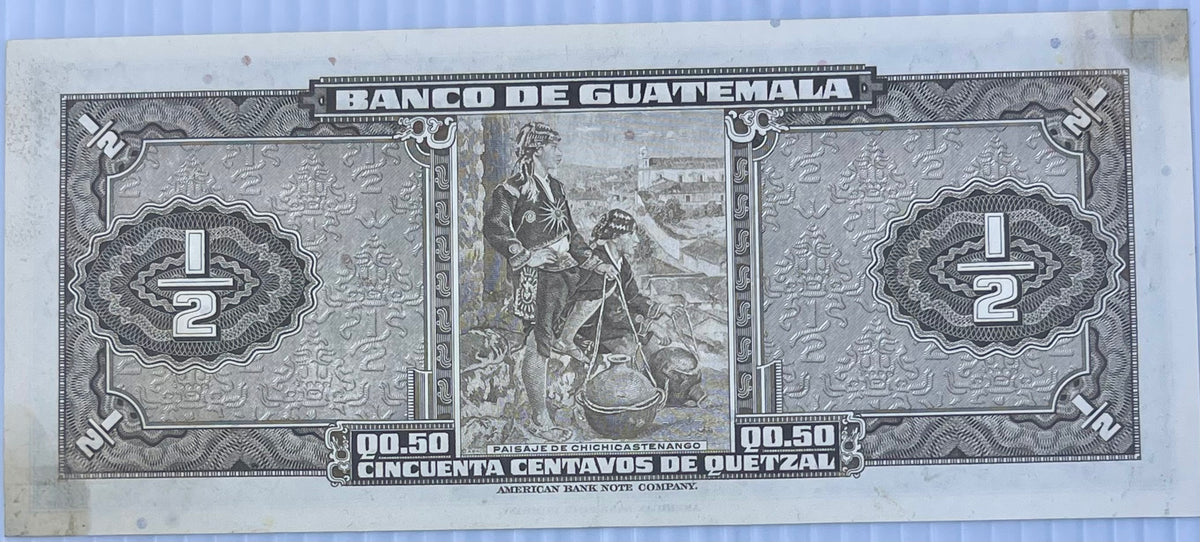 BANCO DE GUATEMALA
1/2
1/2
1/2
1/2
1/2
1/2
PAISAJE DE CHICHICASTENANGO
Q0.50
Q0.50
CINCUENTA CENTAVOS DE QUETZAL
AMERICAN BANK NOTE COMPANY.